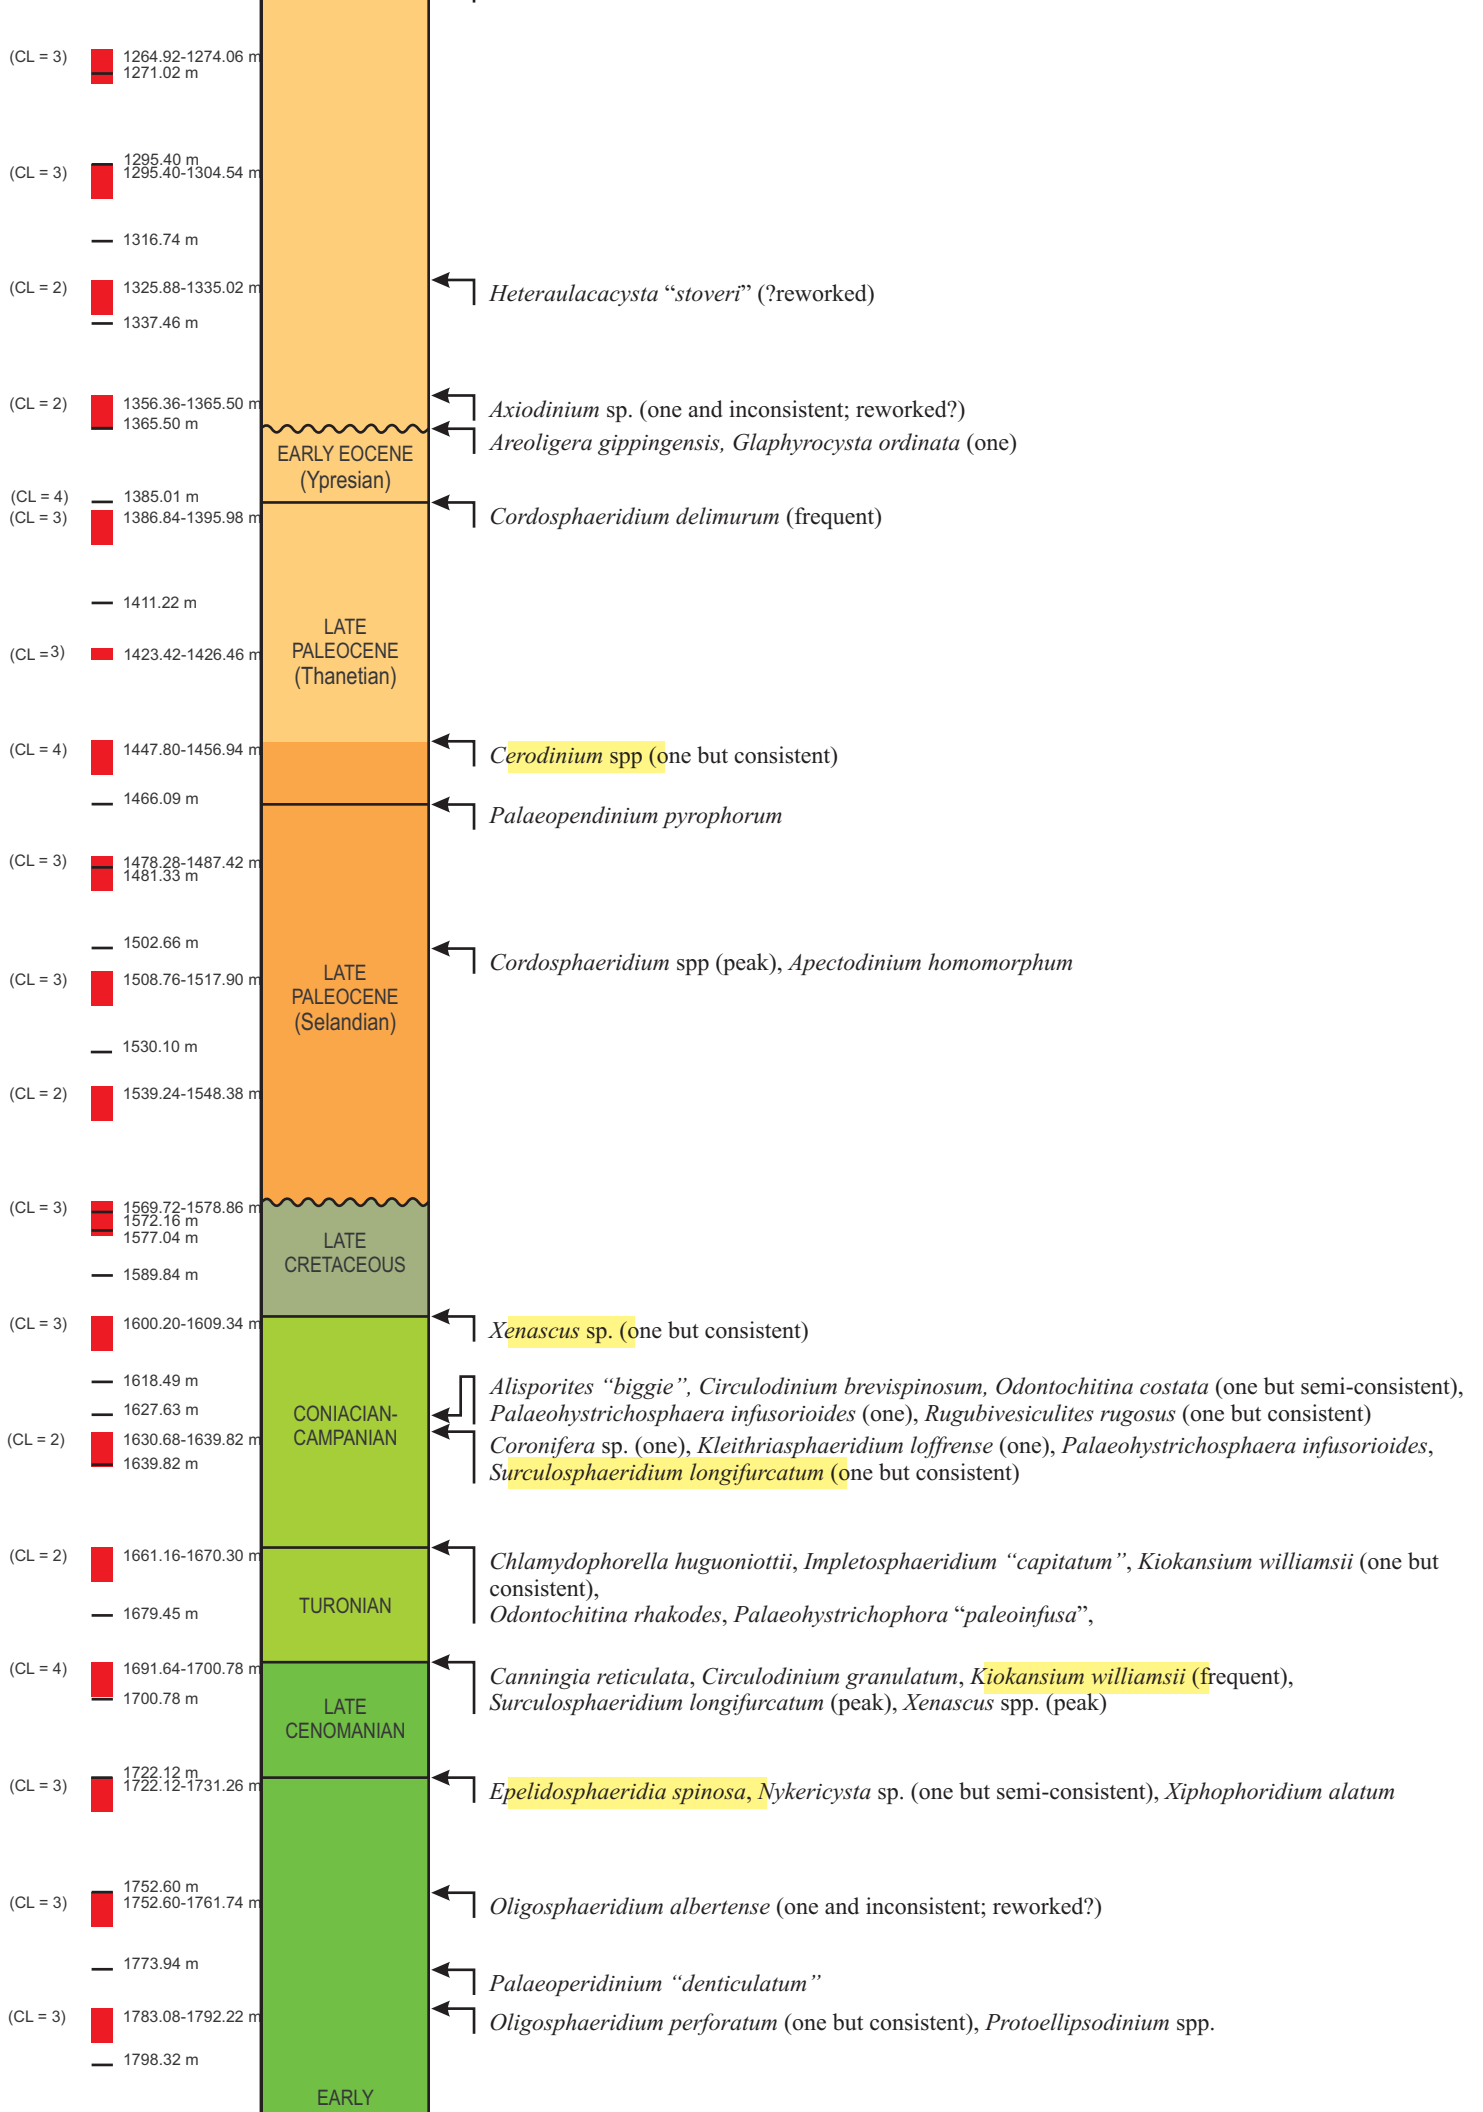 (CL = 3) 1264.92-1274.06 m
1271.02 m
1295.40 m
(CL = 3) 1295.40-1304.54 m
1316.74 m
(CL = 2) 1325.88-1335.02 m Heteraulacacysta “stoveri” (?reworked)
1337.46 m
(CL = 2) 1356.36-1365.50 m Axiodinium sp. (one and inconsistent; reworked?)
1365.50 m
Areoligera gippingensis, Glaphyrocysta ordinata (one)
EARLY EOCENE
(Ypresian)
(CL = 4) 1385.01 m
(CL = 3) 1386.84-1395.98 m Cordosphaeridium delimurum (frequent)
1411.22 m
LATE
PALEOCENE
(Thanetian)
(CL =3) 1423.42-1426.46 m
(CL = 4) 1447.80-1456.94 m Cerodinium spp (one but consistent)
1466.09 m
Palaeopendinium pyrophorum
(CL = 3) 1478.28-1487.42 m
1481.33 m
1502.66 m
Cordosphaeridium spp (peak), Apectodinium homomorphum
(CL = 3) 1508.76-1517.90 m
LATE
PALEOCENE
(Selandian)
1530.10 m
(CL = 2) 1539.24-1548.38 m
(CL = 3) 1569.72-1578.86 m
1572.16 m
1577.04 m
LATE
CRETACEOUS
1589.84 m
(CL = 3) 1600.20-1609.34 m Xenascus sp. (one but consistent)
1618.49 m Alisporites “biggie”, Circulodinium brevispinosum, Odontochitina costata (one but semi-consistent),
1627.63 m Palaeohystrichosphaera infusorioides (one), Rugubivesiculites rugosus (one but consistent)
CONIACIAN-
CAMPANIAN
(CL = 2) 1630.68-1639.82 m Coronifera sp. (one), Kleithriasphaeridium loffrense (one), Palaeohystrichosphaera infusorioides,
1639.82 m Surculosphaeridium longifurcatum (one but consistent)
(CL = 2) 1661.16-1670.30 m Chlamydophorella huguoniottii, Impletosphaeridium “capitatum”, Kiokansium williamsii (one but
consistent),
1679.45 m TURONIAN Odontochitina rhakodes, Palaeohystrichophora “paleoinfusa”,
(CL = 4) 1691.64-1700.78 m Canningia reticulata, Circulodinium granulatum, Kiokansium williamsii (frequent),
1700.78 m Surculosphaeridium longifurcatum (peak), Xenascus spp. (peak)
LATE
CENOMANIAN
1722.12 m
(CL = 3) 1722.12-1731.26 m Epelidosphaeridia spinosa, Nykericysta sp. (one but semi-consistent), Xiphophoridium alatum
1752.60 m
(CL = 3) 1752.60-1761.74 m Oligosphaeridium albertense (one and inconsistent; reworked?)
1773.94 m
Palaeoperidinium “denticulatum”
(CL = 3) 1783.08-1792.22 m Oligosphaeridium perforatum (one but consistent), Protoellipsodinium spp.
1798.32 m
EARLY